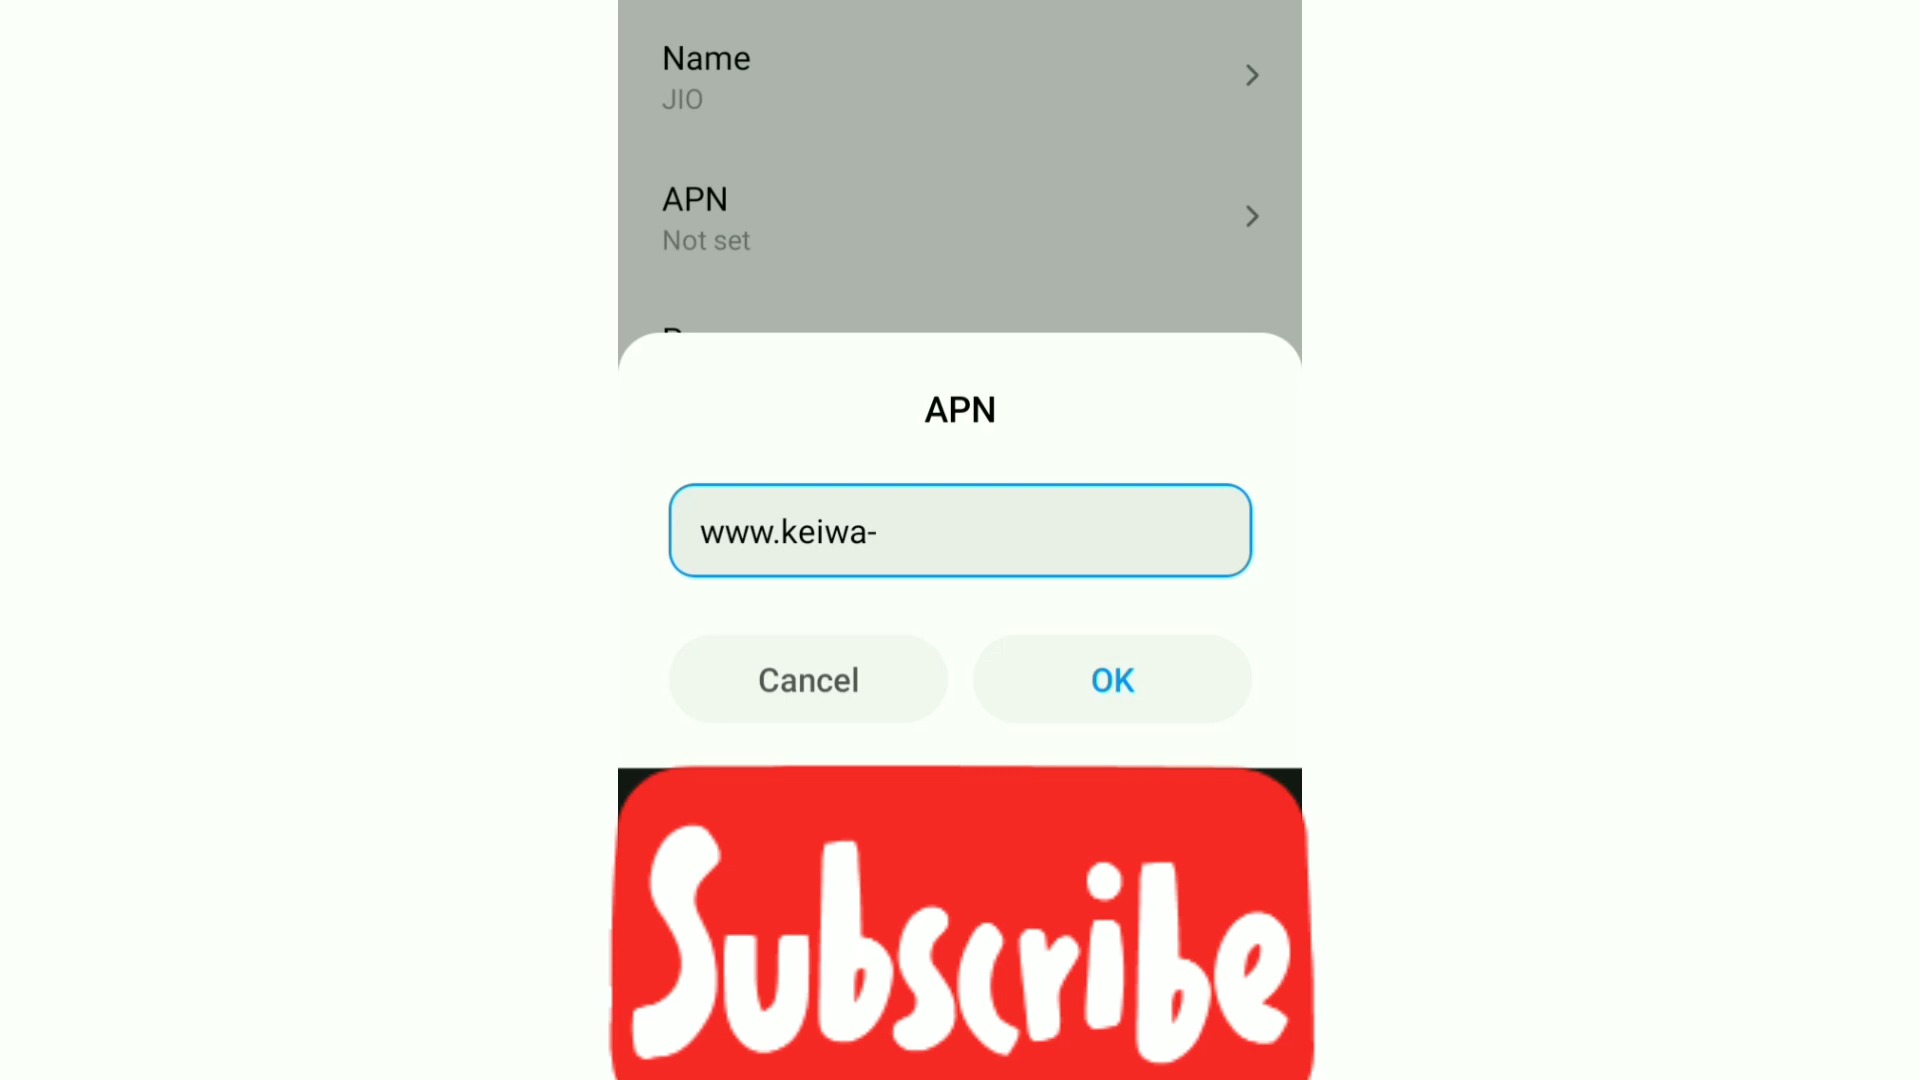 Name
JIO
APN
Not set
APN
www.keiwa-
Cancel
OK
Subscribe